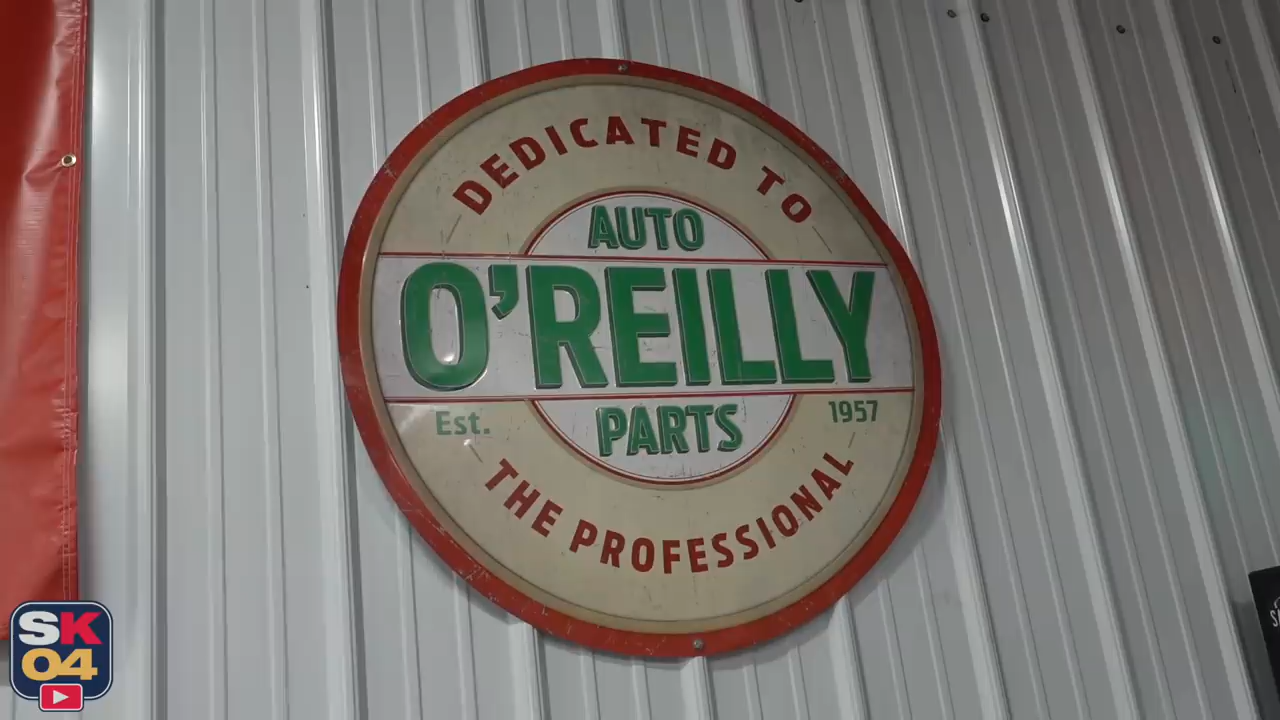 DEDICATED TO
AUTO
O'REILLY
PARTS
Est. 1957
THE PROFESSIONAL
SK
04